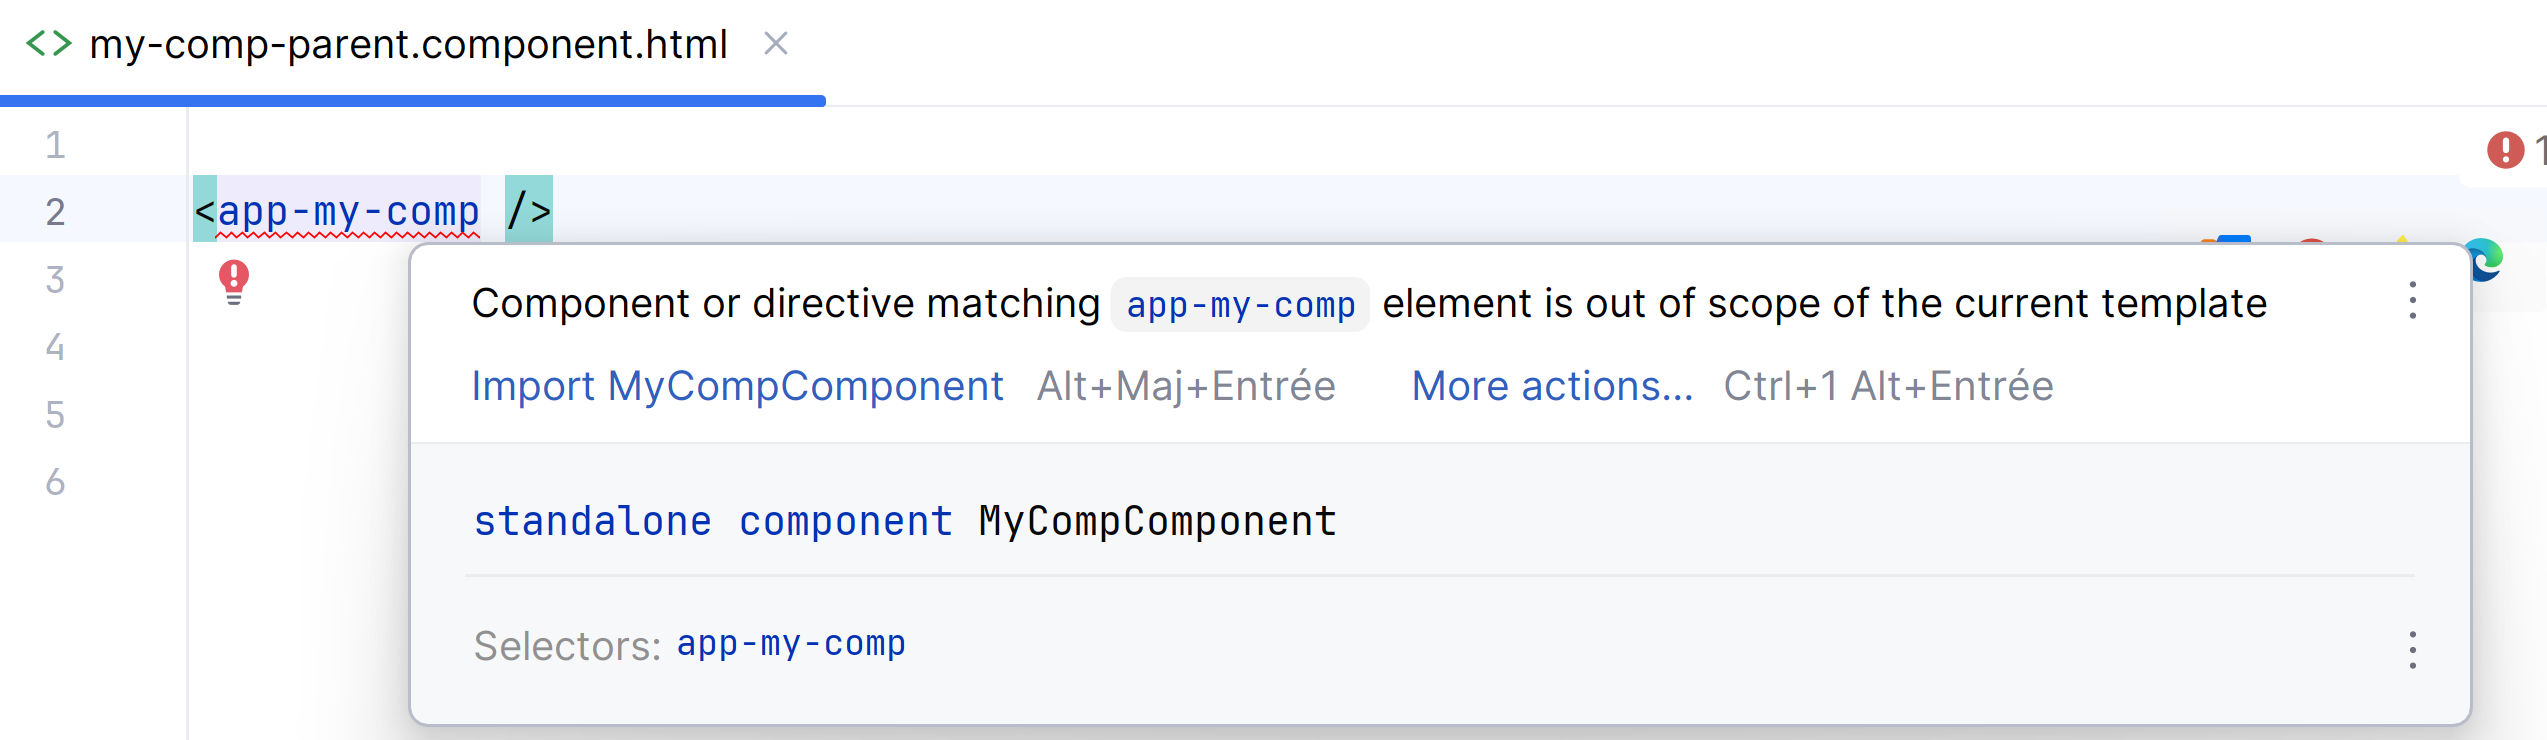 my-comp-parent.component.html
1
1
2 <app-my-comp />
3
Component or directive matching app-my-comp element is out of scope of the current template
4
Import MyCompComponent Alt+Maj+Entrée More actions... Ctrl+1 Alt+Entrée
5
6
standalone component MyCompComponent
Selectors: app-my-comp